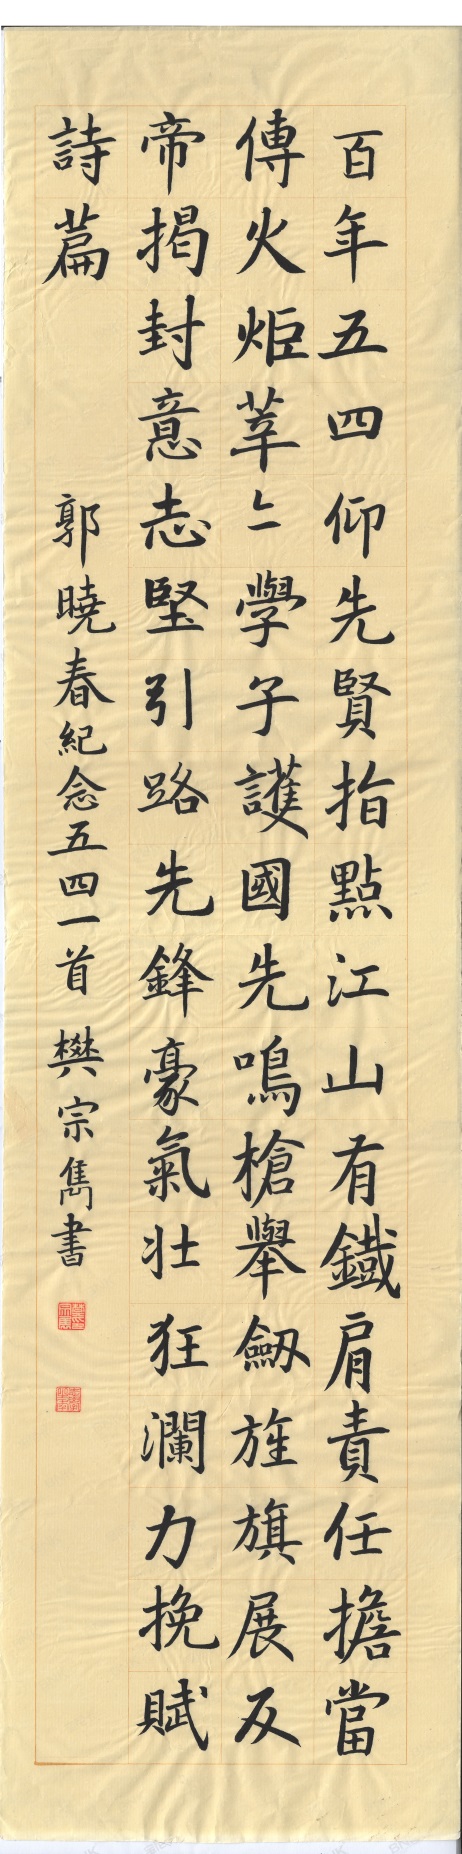 百年五四仰先賢指點江山有鐵肩責任擔當
傳火炬莘〻學子護國先鳴槍舉劔旌旗展反
帝揭封意志堅引路先鋒豪氣壯狂瀾力挽賦
詩篇
郭曉春紀念五四一首 樊宗雋書